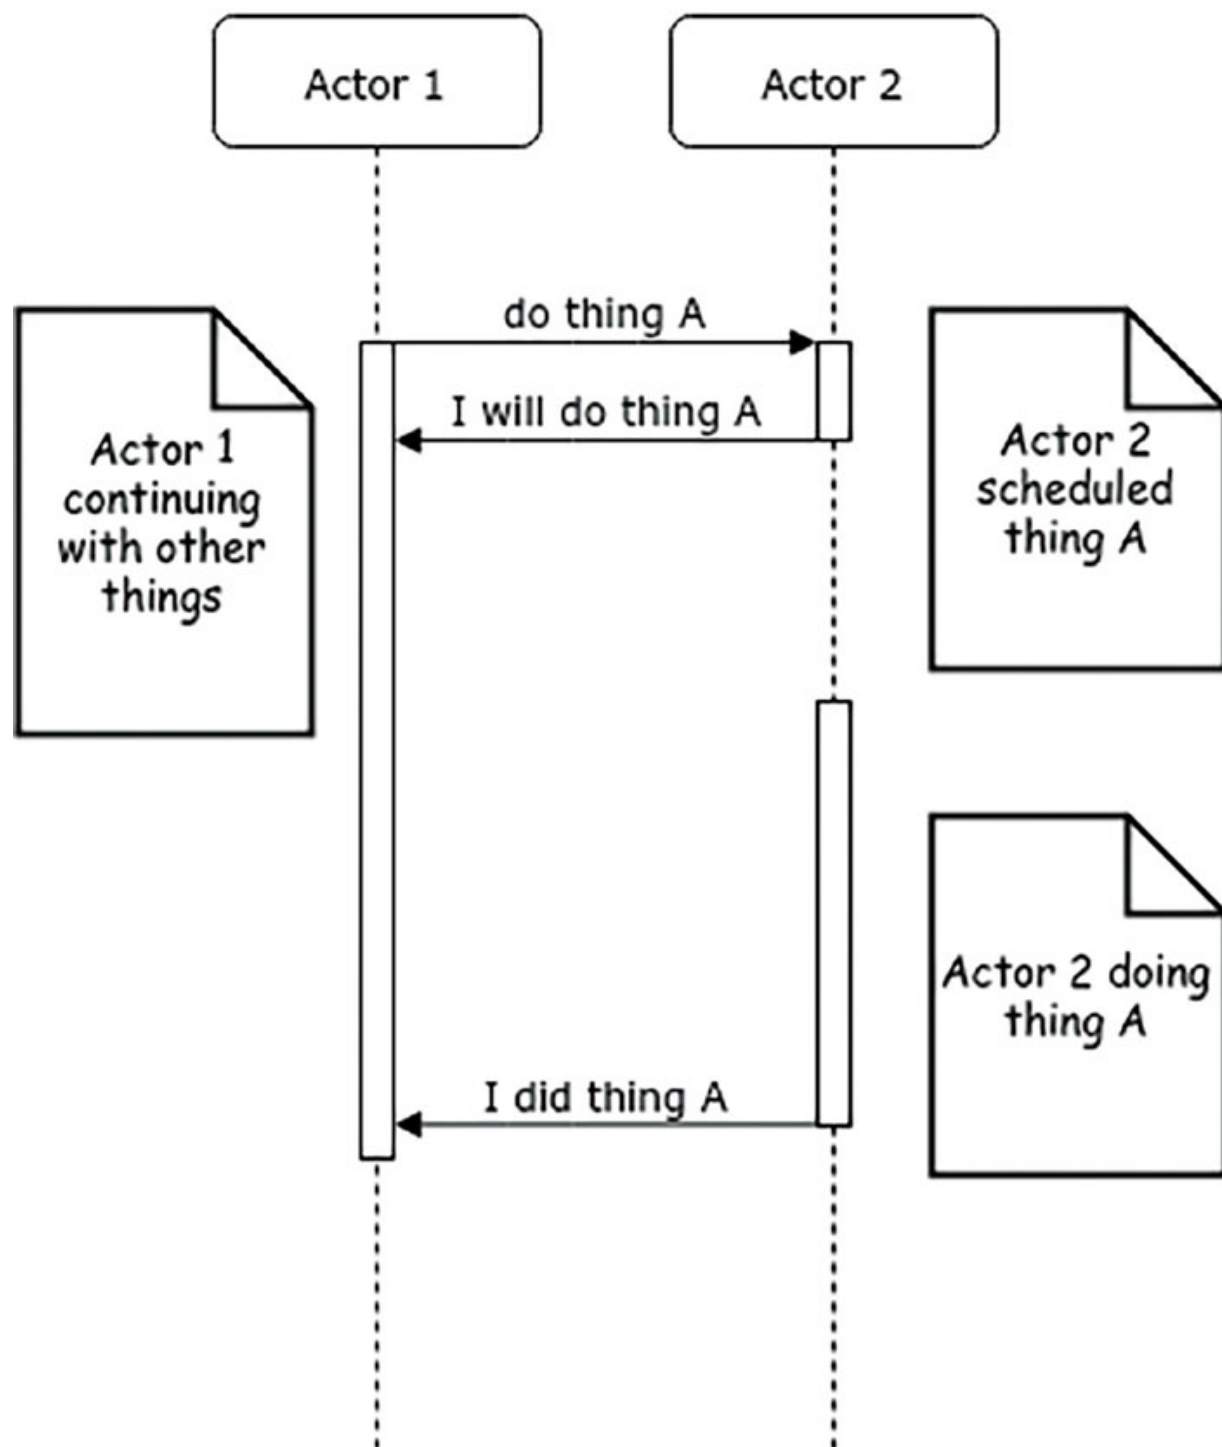 Actor 1
Actor 2
do thing A
I will do thing A
Actor 1
continuing
with other
things
Actor 2
scheduled
thing A
Actor 2 doing
thing A
I did thing A